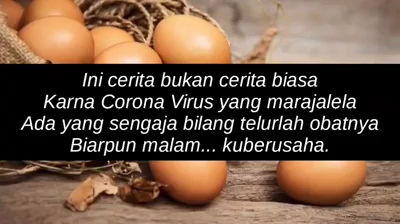 Ini cerita bukan cerita biasa
Karna Corona Virus yang marajalela
Ada yang sengaja bilang telurlah obatnya
Biarpun malam... kuberusaha.